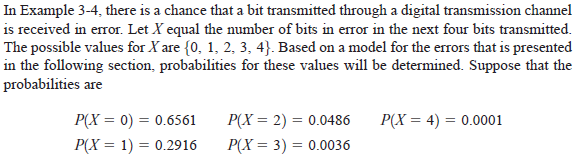 In Example 3-4, there is a chance that a bit transmitted through a digital transmission channel
is received in error. Let X equal the number of bits in error in the next four bits transmitted.
The possible values for X are {0, 1, 2, 3, 4}. Based on a model for the errors that is presented
in the following section, probabilities for these values will be determined. Suppose that the
probabilities are
P(X = 0) = 0.6561 P(X = 2) = 0.0486 P(X = 4) = 0.0001
P(X = 1) = 0.2916 P(X = 3) = 0.0036